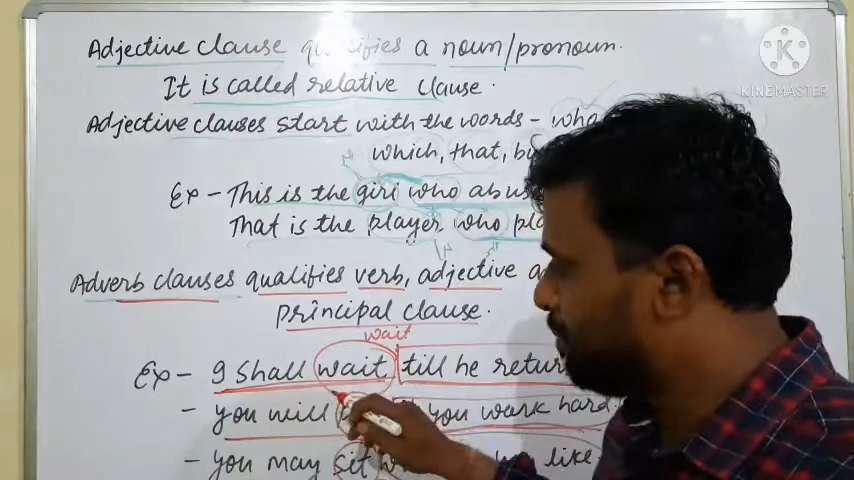 Adjective clause qualifies a noun/pronoun.
It is called relative clause.
KINEMASTER
Adjective clauses start with the words-
which, that,
Ex - This is the girl who
That is the player who
Adverb clauses qualifies verb, adjective
principal clause.
wait
Ex - I shall wait till he
- you will you work hard.
- you may sit like.